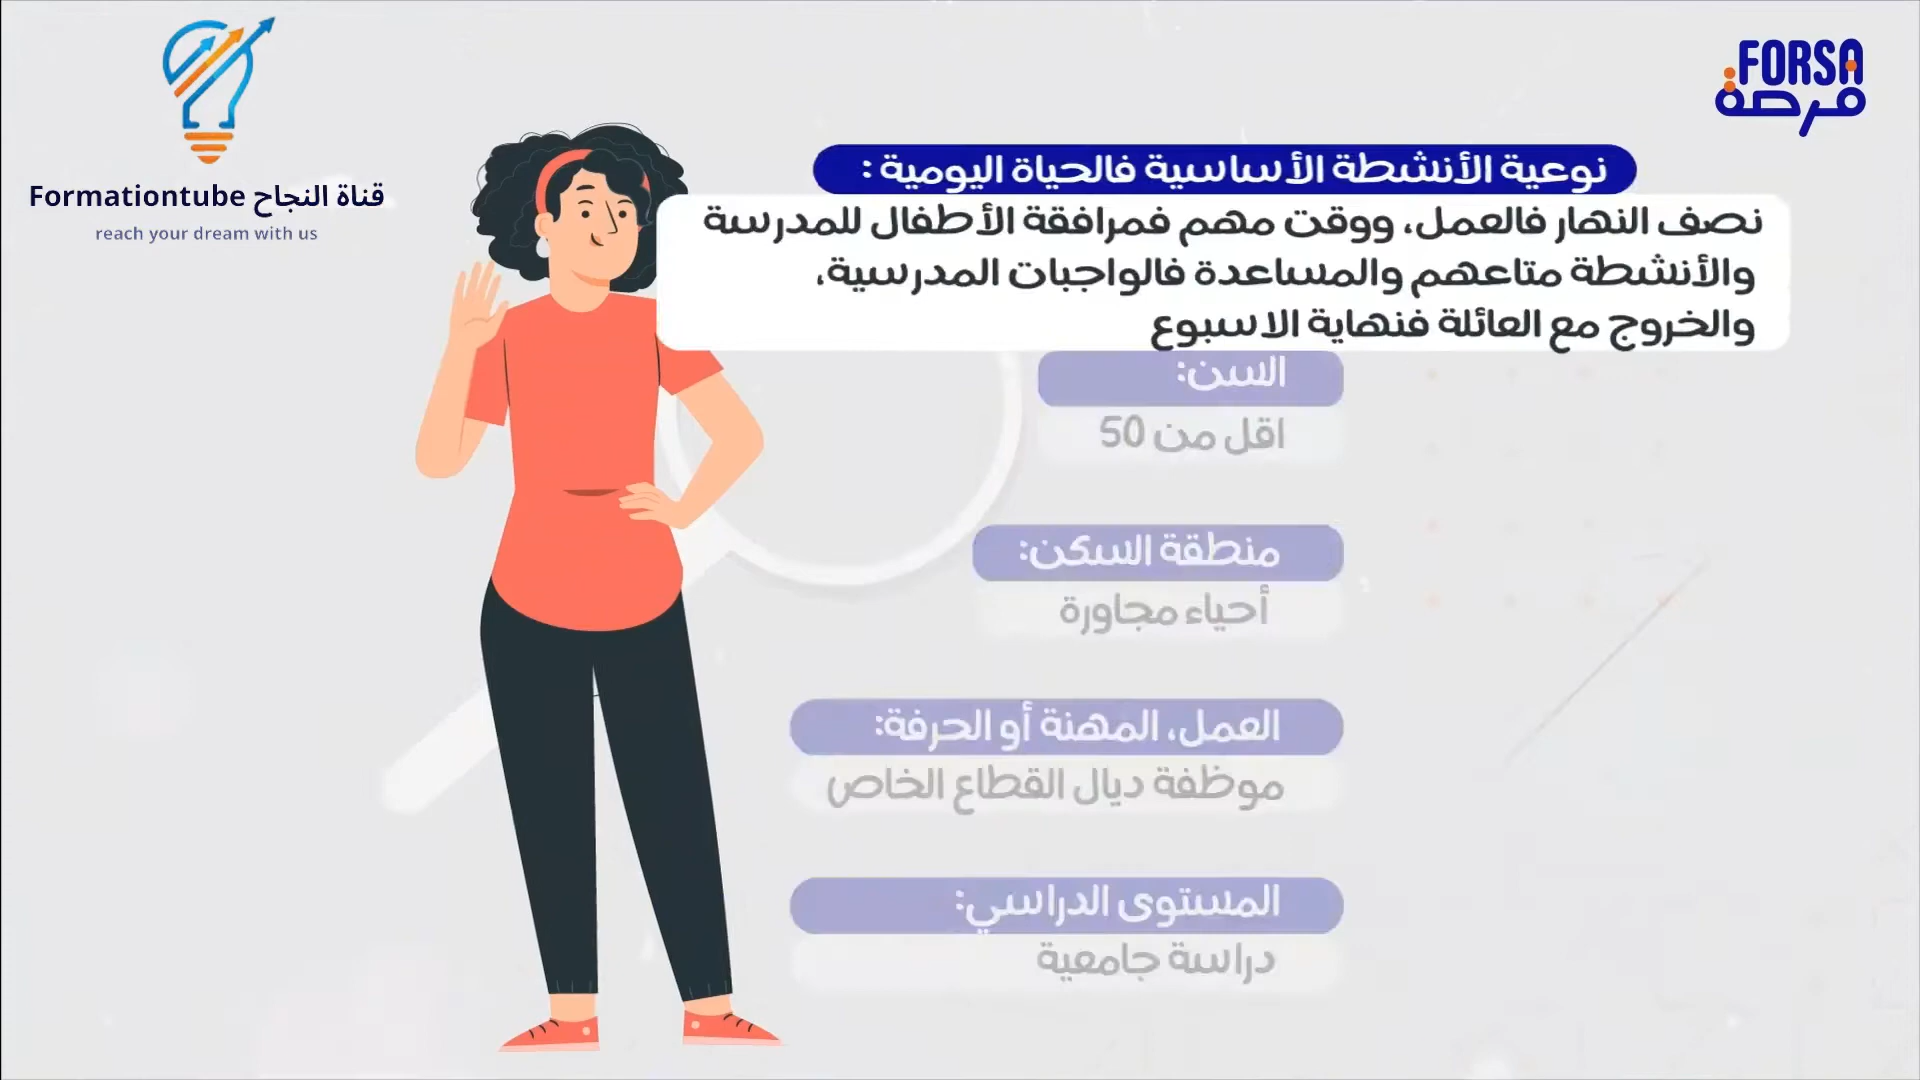 Formationtube قناة النجاح
reach your dream with us
FORSA
فرصة
نوعية الأنشطة الأساسية فالحياة اليومية :
نصف النهار فالعمل، ووقت مهم فمرافقة الأطفال للمدرسة
والأنشطة متاعهم والمساعدة فالواجبات المدرسية،
والخروج مع العائلة فنهاية الاسبوع
السن:
اقل من 50
منطقة السكن:
أحياء مجاورة
العمل، المهنة أو الحرفة:
موظفة ديال القطاع الخاص
المستوى الدراسي:
دراسة جامعية